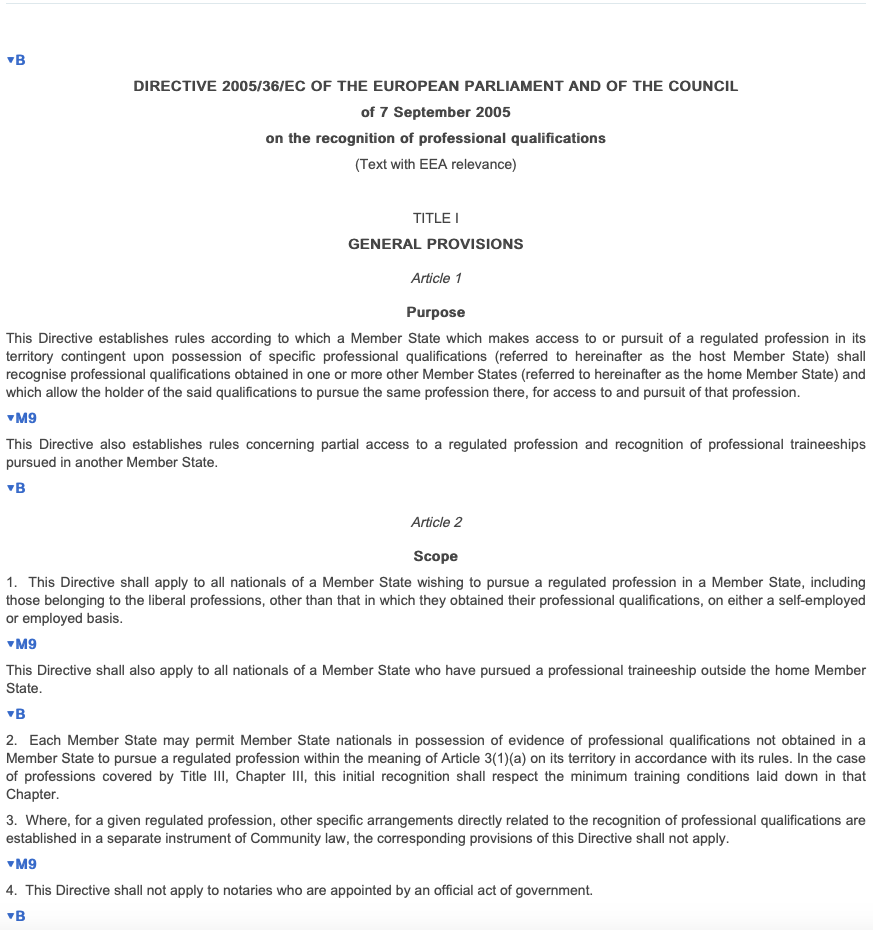 ▼B
DIRECTIVE 2005/36/EC OF THE EUROPEAN PARLIAMENT AND OF THE COUNCIL
of 7 September 2005
on the recognition of professional qualifications
(Text with EEA relevance)
TITLE I
GENERAL PROVISIONS
Article 1
Purpose
This Directive establishes rules according to which a Member State which makes access to or pursuit of a regulated profession in its
territory contingent upon possession of specific professional qualifications (referred to hereinafter as the host Member State) shall
recognise professional qualifications obtained in one or more other Member States (referred to hereinafter as the home Member State) and
which allow the holder of the said qualifications to pursue the same profession there, for access to and pursuit of that profession.
▼M9
This Directive also establishes rules concerning partial access to a regulated profession and recognition of professional traineeships
pursued in another Member State.
▼B
Article 2
Scope
1. This Directive shall apply to all nationals of a Member State wishing to pursue a regulated profession in a Member State, including
those belonging to the liberal professions, other than that in which they obtained their professional qualifications, on either a self-employed
or employed basis.
▼M9
This Directive shall also apply to all nationals of a Member State who have pursued a professional traineeship outside the home Member
State.
▼B
2. Each Member State may permit Member State nationals in possession of evidence of professional qualifications not obtained in a
Member State to pursue a regulated profession within the meaning of Article 3(1)(a) on its territory in accordance with its rules. In the case
of professions covered by Title III, Chapter III, this initial recognition shall respect the minimum training conditions laid down in that
Chapter.
3. Where, for a given regulated profession, other specific arrangements directly related to the recognition of professional qualifications are
established in a separate instrument of Community law, the corresponding provisions of this Directive shall not apply.
▼M9
4. This Directive shall not apply to notaries who are appointed by an official act of government.
▼B